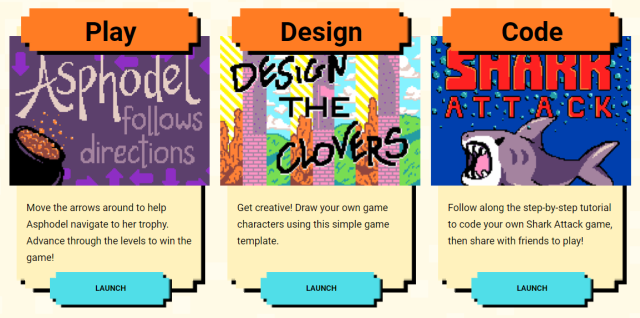 Play
Asphodel
follows
directions
Move the arrows around to help
Asphodel navigate to her trophy.
Advance through the levels to win the
game!
LAUNCH
Design
DESIGN
THE
CLOVERS
Get creative! Draw your own game
characters using this simple game
template.
LAUNCH
Code
SHARK
ATTACK
Follow along the step-by-step tutorial
to code your own Shark Attack game,
then share with friends to play!
LAUNCH